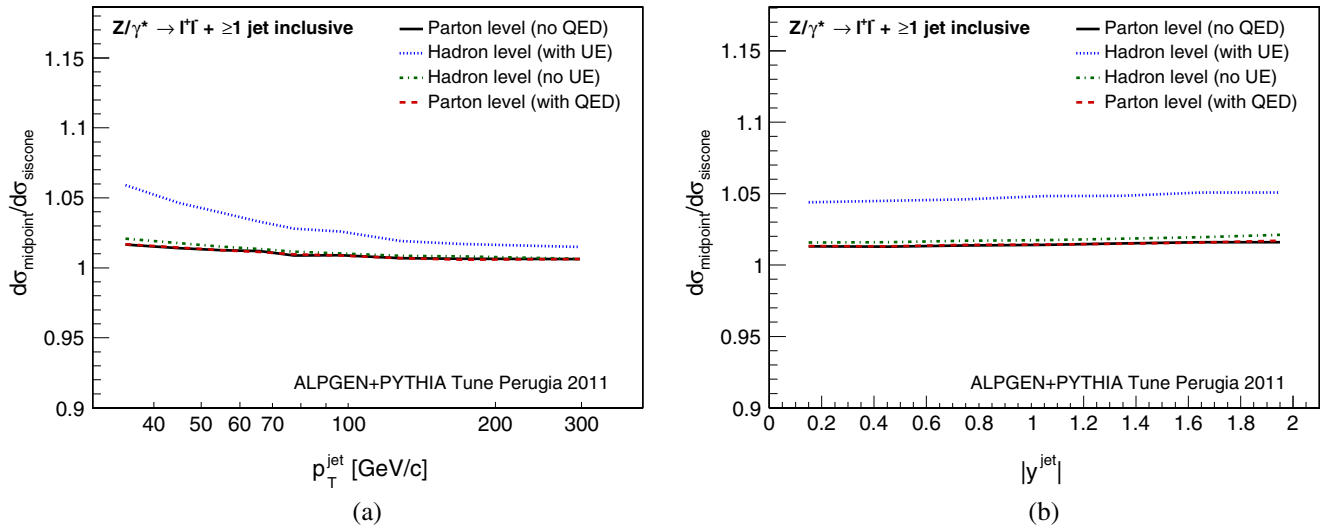 Z/γ* → l+l- + ≥1 jet inclusive
Parton level (no QED)
Hadron level (with UE)
Hadron level (no UE)
Parton level (with QED)
1.15
1.1
1.05
1
0.95
0.9
dσmidpoint/dσsiscone
ALPGEN+PYTHIA Tune Perugia 2011
40 50 60 70 100 200 300
p_T^jet [GeV/c]
(a)
Z/γ* → l+l- + ≥1 jet inclusive
Parton level (no QED)
Hadron level (with UE)
Hadron level (no UE)
Parton level (with QED)
1.15
1.1
1.05
1
0.95
0.9
dσmidpoint/dσsiscone
ALPGEN+PYTHIA Tune Perugia 2011
0 0.2 0.4 0.6 0.8 1 1.2 1.4 1.6 1.8 2
|y^jet|
(b)